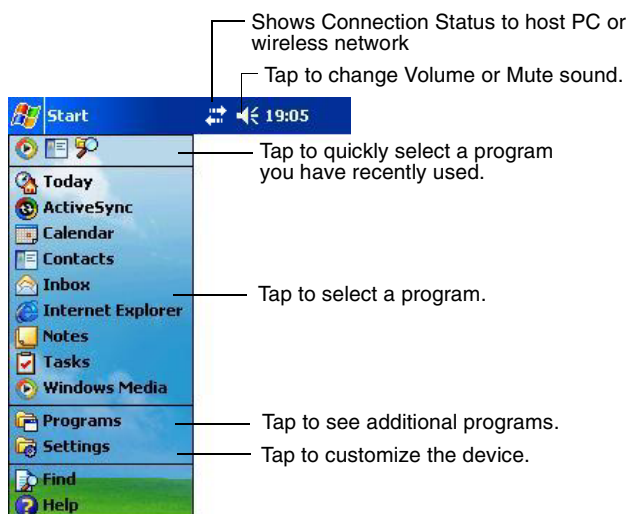 Shows Connection Status to host PC or
wireless network
Tap to change Volume or Mute sound.
Start 19:05
Tap to quickly select a program
you have recently used.
Today
ActiveSync
Calendar
Contacts
Inbox
Tap to select a program.
Internet Explorer
Notes
Tasks
Windows Media
Programs
Tap to see additional programs.
Settings
Tap to customize the device.
Find
Help